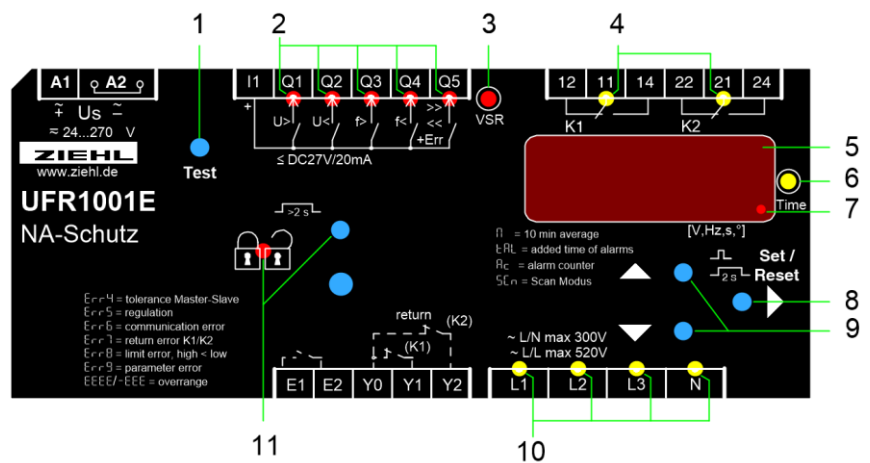 1 2 3 4
A1 A2
I1 Q1 Q2 Q3 Q4 Q5
12 11 14 22 21 24
+ Us
≂ 24...270 V
+ U> U< f> f< >> << +Err
VSR
K1 K2
≤ DC27V/20mA
5
6
7
ZIEHL
www.ziehl.de
Test
Time
UFR1001E
NA-Schutz
>2s
[V,Hz,s,°]
n = 10 min average
tAL = added time of alarms
Ac = alarm counter
SCn = Scan Modus
Set /
Reset
2 s
8
9
Err4 = tolerance Master-Slave
Err5 = regulation
Err6 = communication error
Err7 = return error K1/K2
Err8 = limit error, high < low
Err9 = parameter error
EEEE/-EEE = overrange
return
(K2)
(K1)
~ L/N max 300V
~ L/L max 520V
E1 E2 Y0 Y1 Y2
L1 L2 L3 N
11 10